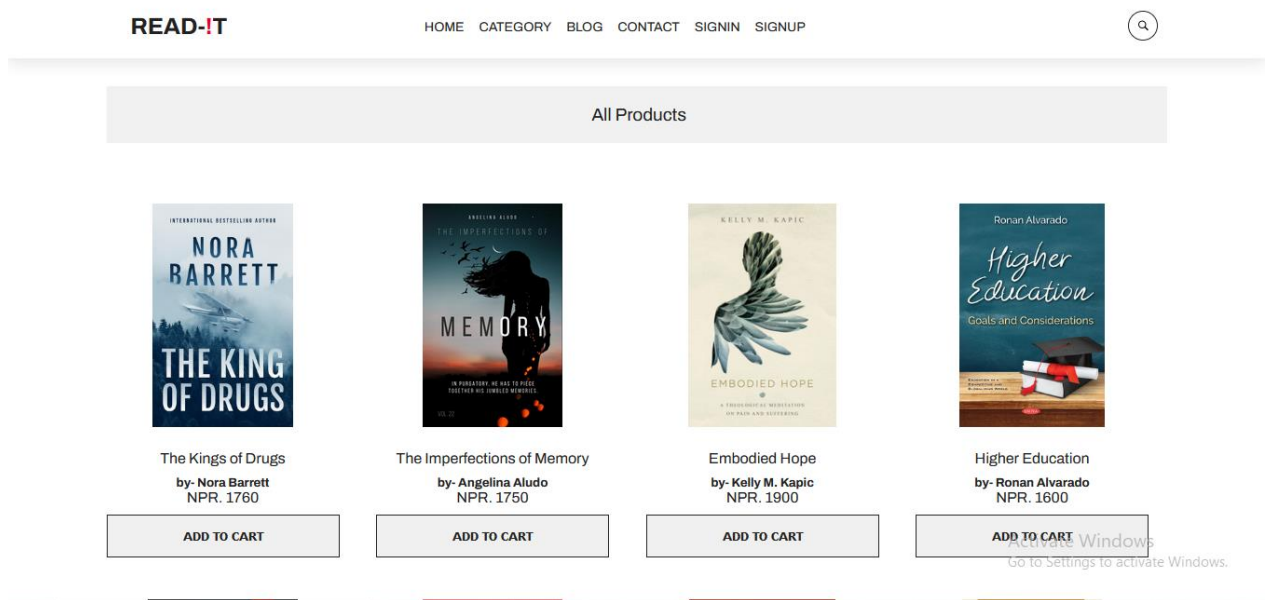 READ-!T
HOME CATEGORY BLOG CONTACT SIGNIN SIGNUP
All Products
INTERNATIONAL BESTSELLING AUTHOR
NORA
BARRETT
THE KING
OF DRUGS
ANGELINA ALUDO
THE IMPERFECTIONS OF
MEMORY
IN PURGATORY, HE HAS TO PIECE
TOGETHER HIS JUMBLED MEMORIES.
VOL. 22
KELLY M. KAPIC
EMBODIED HOPE
A THEOLOGICAL MEDITATION
ON PAIN AND SUFFERING
Ronan Alvarado
Higher
Education
Goals and Considerations
The Kings of Drugs
by- Nora Barrett
NPR. 1760
ADD TO CART
The Imperfections of Memory
by- Angelina Aludo
NPR. 1750
ADD TO CART
Embodied Hope
by- Kelly M. Kapic
NPR. 1900
ADD TO CART
Higher Education
by- Ronan Alvarado
NPR. 1600
ADD TO CART
Activate Windows
Go to Settings to activate Windows.